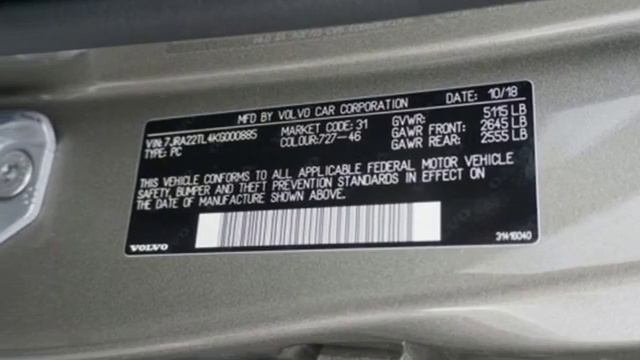 MFD BY VOLVO CAR CORPORATION DATE: 10/18
VIN: 7JRA22TL4KG000885 MARKET CODE: 31 GVWR: 5115 LB
TYPE: PC COLOUR: 727-46 GAWR FRONT: 2645 LB
GAWR REAR: 2555 LB
THIS VEHICLE CONFORMS TO ALL APPLICABLE FEDERAL MOTOR VEHICLE
SAFETY, BUMPER AND THEFT PREVENTION STANDARDS IN EFFECT ON
THE DATE OF MANUFACTURE SHOWN ABOVE.
VOLVO 31416040